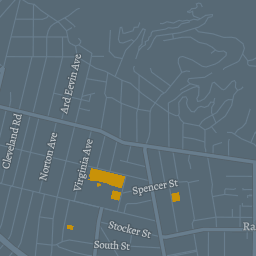 Ard Eevin Ave
Cleveland Rd
Norton Ave
Virginia Ave
Spencer St
Stocker St
South St